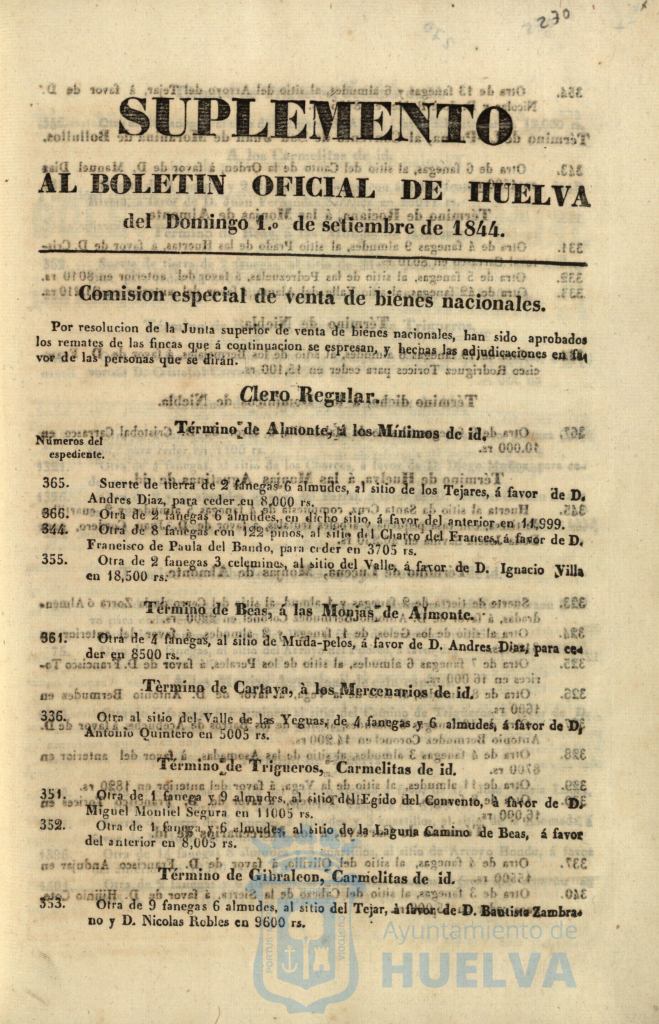 270
SUPLEMENTO
AL BOLETIN OFICIAL DE HUELVA
del Domingo 1.o de setiembre de 1844.
Comision especial de venta de bienes nacionales.
Por resolucion de la Junta superior de venta de bienes nacionales, han sido aprobados
los remates de las fincas que á continuacion se espresan, y hechas las adjudicaciones en fa-
vor de las personas que se dirán.
Clero Regular.
Término de Almonte, á los Mínimos de id.
Números del
espediente.
365. Suerte de tierra de 2 fanegas 6 almudes, al sitio de los Tejares, á favor de D.
Andres Diaz, para ceder en 8,000 rs.
366. Otra de 2 fanegas 6 almudes, en dicho sitio, á favor del anterior en 11,999.
344. Otra de 8 fanegas con 122 pinos, al sitio del Charco del Frances, á favor de D.
Francisco de Paula del Bando, para ceder en 3705 rs.
355. Otra de 2 fanegas 3 celemines, al sitio del Valle, á favor de D. Ignacio Villa
en 18,500 rs.
Término de Beas, á las Monjas de Almonte.
361. Otra de 4 fanegas, al sitio de Muda-pelos, á favor de D. Andres Diaz, para ce-
der en 8500 rs.
Tèrmino de Cartaya, à los Mercenarios de id.
336. Otra al sitio del Valle de las Yeguas, de 4 fanegas y 6 almudes, á favor de D.
Antonio Quintero en 5005 rs.
Término de Trigueros, Carmelitas de id.
351. Otra de 1 fanega y 9 almudes, al sitio del Egido del Convento, á favor de D.
Miguel Montiel Segura en 11005 rs.
352. Otra de 1 fanega y 6 almudes, al sitio de la Laguna Camino de Beas, á favor
del anterior en 8,005 rs.
Término de Gibraleon, Carmelitas de id.
353. Otra de 9 fanegas 6 almudes, al sitio del Tejar, á favor de D. Bautista Zambra-
no y D. Nicolas Robles en 9600 rs.
Ayuntamiento de
HUELVA